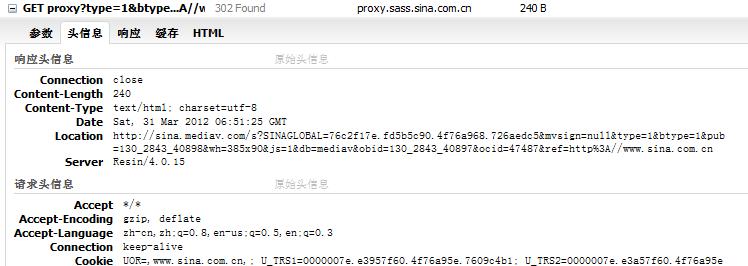 GET proxy?type=1&btype...A//w 302 Found proxy.sass.sina.com.cn 240 B
参数 头信息 响应 缓存 HTML
响应头信息 原始头信息
Connection close
Content-Length 240
Content-Type text/html; charset=utf-8
Date Sat, 31 Mar 2012 06:51:25 GMT
Location http://sina.mediav.com/s?SINAGLOBAL=76c2f17e.fd5b5c90.4f76a968.726aedc5&mvsign=null&type=1&btype=1&pub
=130_2843_40898&wh=385x90&js=1&db=mediav&obid=130_2843_40897&ocid=47487&ref=http%3A//www.sina.com.cn
Server Resin/4.0.15
请求头信息 原始头信息
Accept */*
Accept-Encoding gzip, deflate
Accept-Language zh-cn,zh;q=0.8,en-us;q=0.5,en;q=0.3
Connection keep-alive
Cookie UOR=,www.sina.com.cn,; U_TRS1=0000007e.e3957f60.4f76a95e.7609c4b1; U_TRS2=0000007e.e3a57f60.4f76a95e